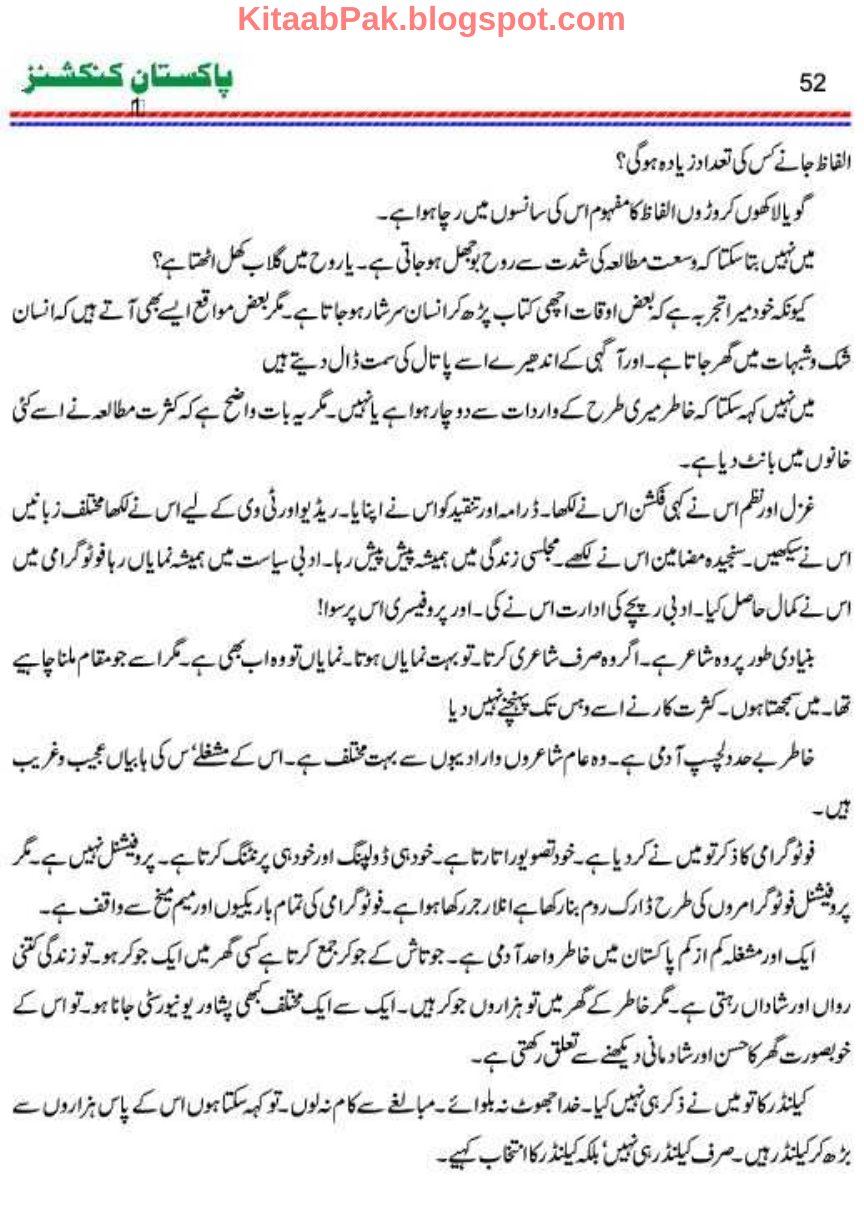 KitaabPak.blogspot.com
پاکستان کنکشنز
52
الفاظ جانے کس کی تعداد زیادہ ہوگی؟
گویا لاکھوں کروڑوں الفاظ کا مفہوم اس کی سانسوں میں رچا ہوا ہے۔
میں نہیں بتا سکتا کہ وسعت مطالعہ کی شدت سے روح بوجھل ہو جاتی ہے۔ یا روح میں گلاب کھل اٹھتا ہے؟
کیونکہ خود میرا تجربہ ہے کہ بعض اوقات اچھی کتاب پڑھ کر انسان سرشار ہو جاتا ہے۔ مگر بعض مواقع ایسے بھی آتے ہیں کہ انسان
شک و شبہات میں گھر جاتا ہے۔ اور آگہی کے اندھیرے اسے پاتال کی سمت ڈال دیتے ہیں
میں نہیں کہہ سکتا کہ خاطر میری طرح کے واردات سے دوچار ہوا ہے یا نہیں۔ مگر یہ بات واضح ہے کہ کثرت مطالعہ نے اسے کئی
خانوں میں بانٹ دیا ہے۔
غزل اور نظم اس نے کہی فکشن اس نے لکھا۔ ڈرامہ اور تنقید کو اس نے اپنایا۔ ریڈیو اور ٹی وی کے لیے اس نے لکھا مختلف زبانیں
اس نے سیکھیں۔ سنجیدہ مضامین اس نے لکھے۔ مجلسی زندگی میں ہمیشہ پیش پیش رہا۔ ادبی سیاست میں ہمیشہ نمایاں رہا فوٹوگرامی میں
اس نے کمال حاصل کیا۔ ادبی رپچے کی ادارت اس نے کی۔ اور پروفیسری اس پر سوا!
بنیادی طور پر وہ شاعر ہے۔ اگر وہ صرف شاعری کرتا۔ تو بہت نمایاں ہوتا۔ نمایاں تو وہ اب بھی ہے۔ مگر اسے جو مقام ملنا چاہیے
تھا۔ میں سمجھتا ہوں۔ کثرت کار نے اسے وہس تک پہنچنے نہیں دیا
خاطر بے حد دلچسپ آدمی ہے۔ وہ عام شاعروں وارادیبوں سے بہت مختلف ہے۔ اس کے مشغلے‘ س کی ہابیاں عجیب و غریب
ہیں۔
فوٹوگرامی کا ذکر تو میں نے کر دیا ہے۔ خود تصویور اتارتا ہے۔ خود ہی ڈولپنگ اور خود ہی پرنٹنگ کرتا ہے۔ پروفیشنل نہیں ہے۔ مگر
پروفیشنل فوٹوگرامروں کی طرح ڈارک روم بنا رکھا ہے انلارجر رکھا ہوا ہے۔ فوٹوگرامی کی تمام باریکیوں اور میم میخ سے واقف ہے۔
ایک اور مشغلہ کم از کم پاکستان میں خاطر واحد آدمی ہے۔ جو تاش کے جوکر جمع کرتا ہے کسی گھر میں ایک جوکر ہو۔ تو زندگی کتنی
رواں اور شاداں رہتی ہے۔ مگر خاطر کے گھر میں تو ہزاروں جوکر ہیں۔ ایک سے ایک مختلف کبھی پشاور یونیورسٹی جانا ہو۔ تو اس کے
خوبصورت گھر کا حسن اور شادمانی دیکھنے سے تعلق رکھتی ہے۔
کیلنڈر کا تو میں نے ذکر ہی نہیں کیا۔ خدا جھوٹ نہ بلوائے۔ مبالغے سے کام نہ لوں۔ تو کہہ سکتا ہوں اس کے پاس ہزاروں سے
بڑھ کر کیلنڈر ہیں۔ صرف کیلنڈر ہی نہیں‘ بلکہ کیلنڈر کا انتخاب کہیے۔